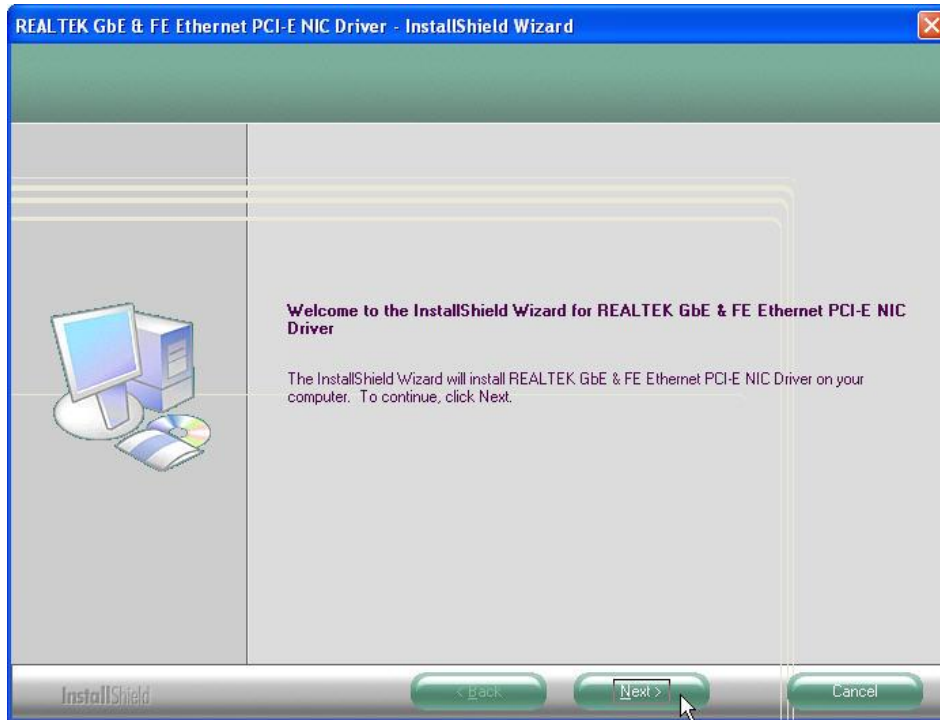 REALTEK GbE & FE Ethernet PCI-E NIC Driver - InstallShield Wizard
Welcome to the InstallShield Wizard for REALTEK GbE & FE Ethernet PCI-E NIC
Driver
The InstallShield Wizard will install REALTEK GbE & FE Ethernet PCI-E NIC Driver on your
computer. To continue, click Next.
InstallShield
< Back
Next >
Cancel